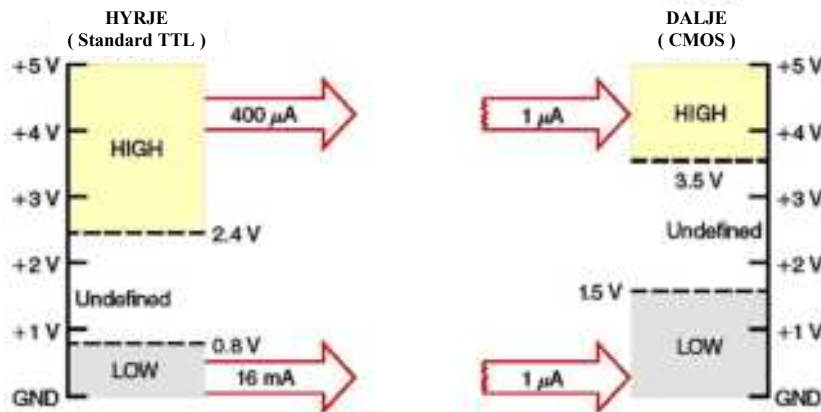 HYRJE
( Standard TTL )
+5 V
+4 V
+3 V
+2 V
+1 V
GND
HIGH
400 μA
2.4 V
Undefined
0.8 V
LOW
16 mA
DALJE
( CMOS )
1 μA
HIGH
3.5 V
Undefined
1.5 V
LOW
1 μA
+5 V
+4 V
+3 V
+2 V
+1 V
GND